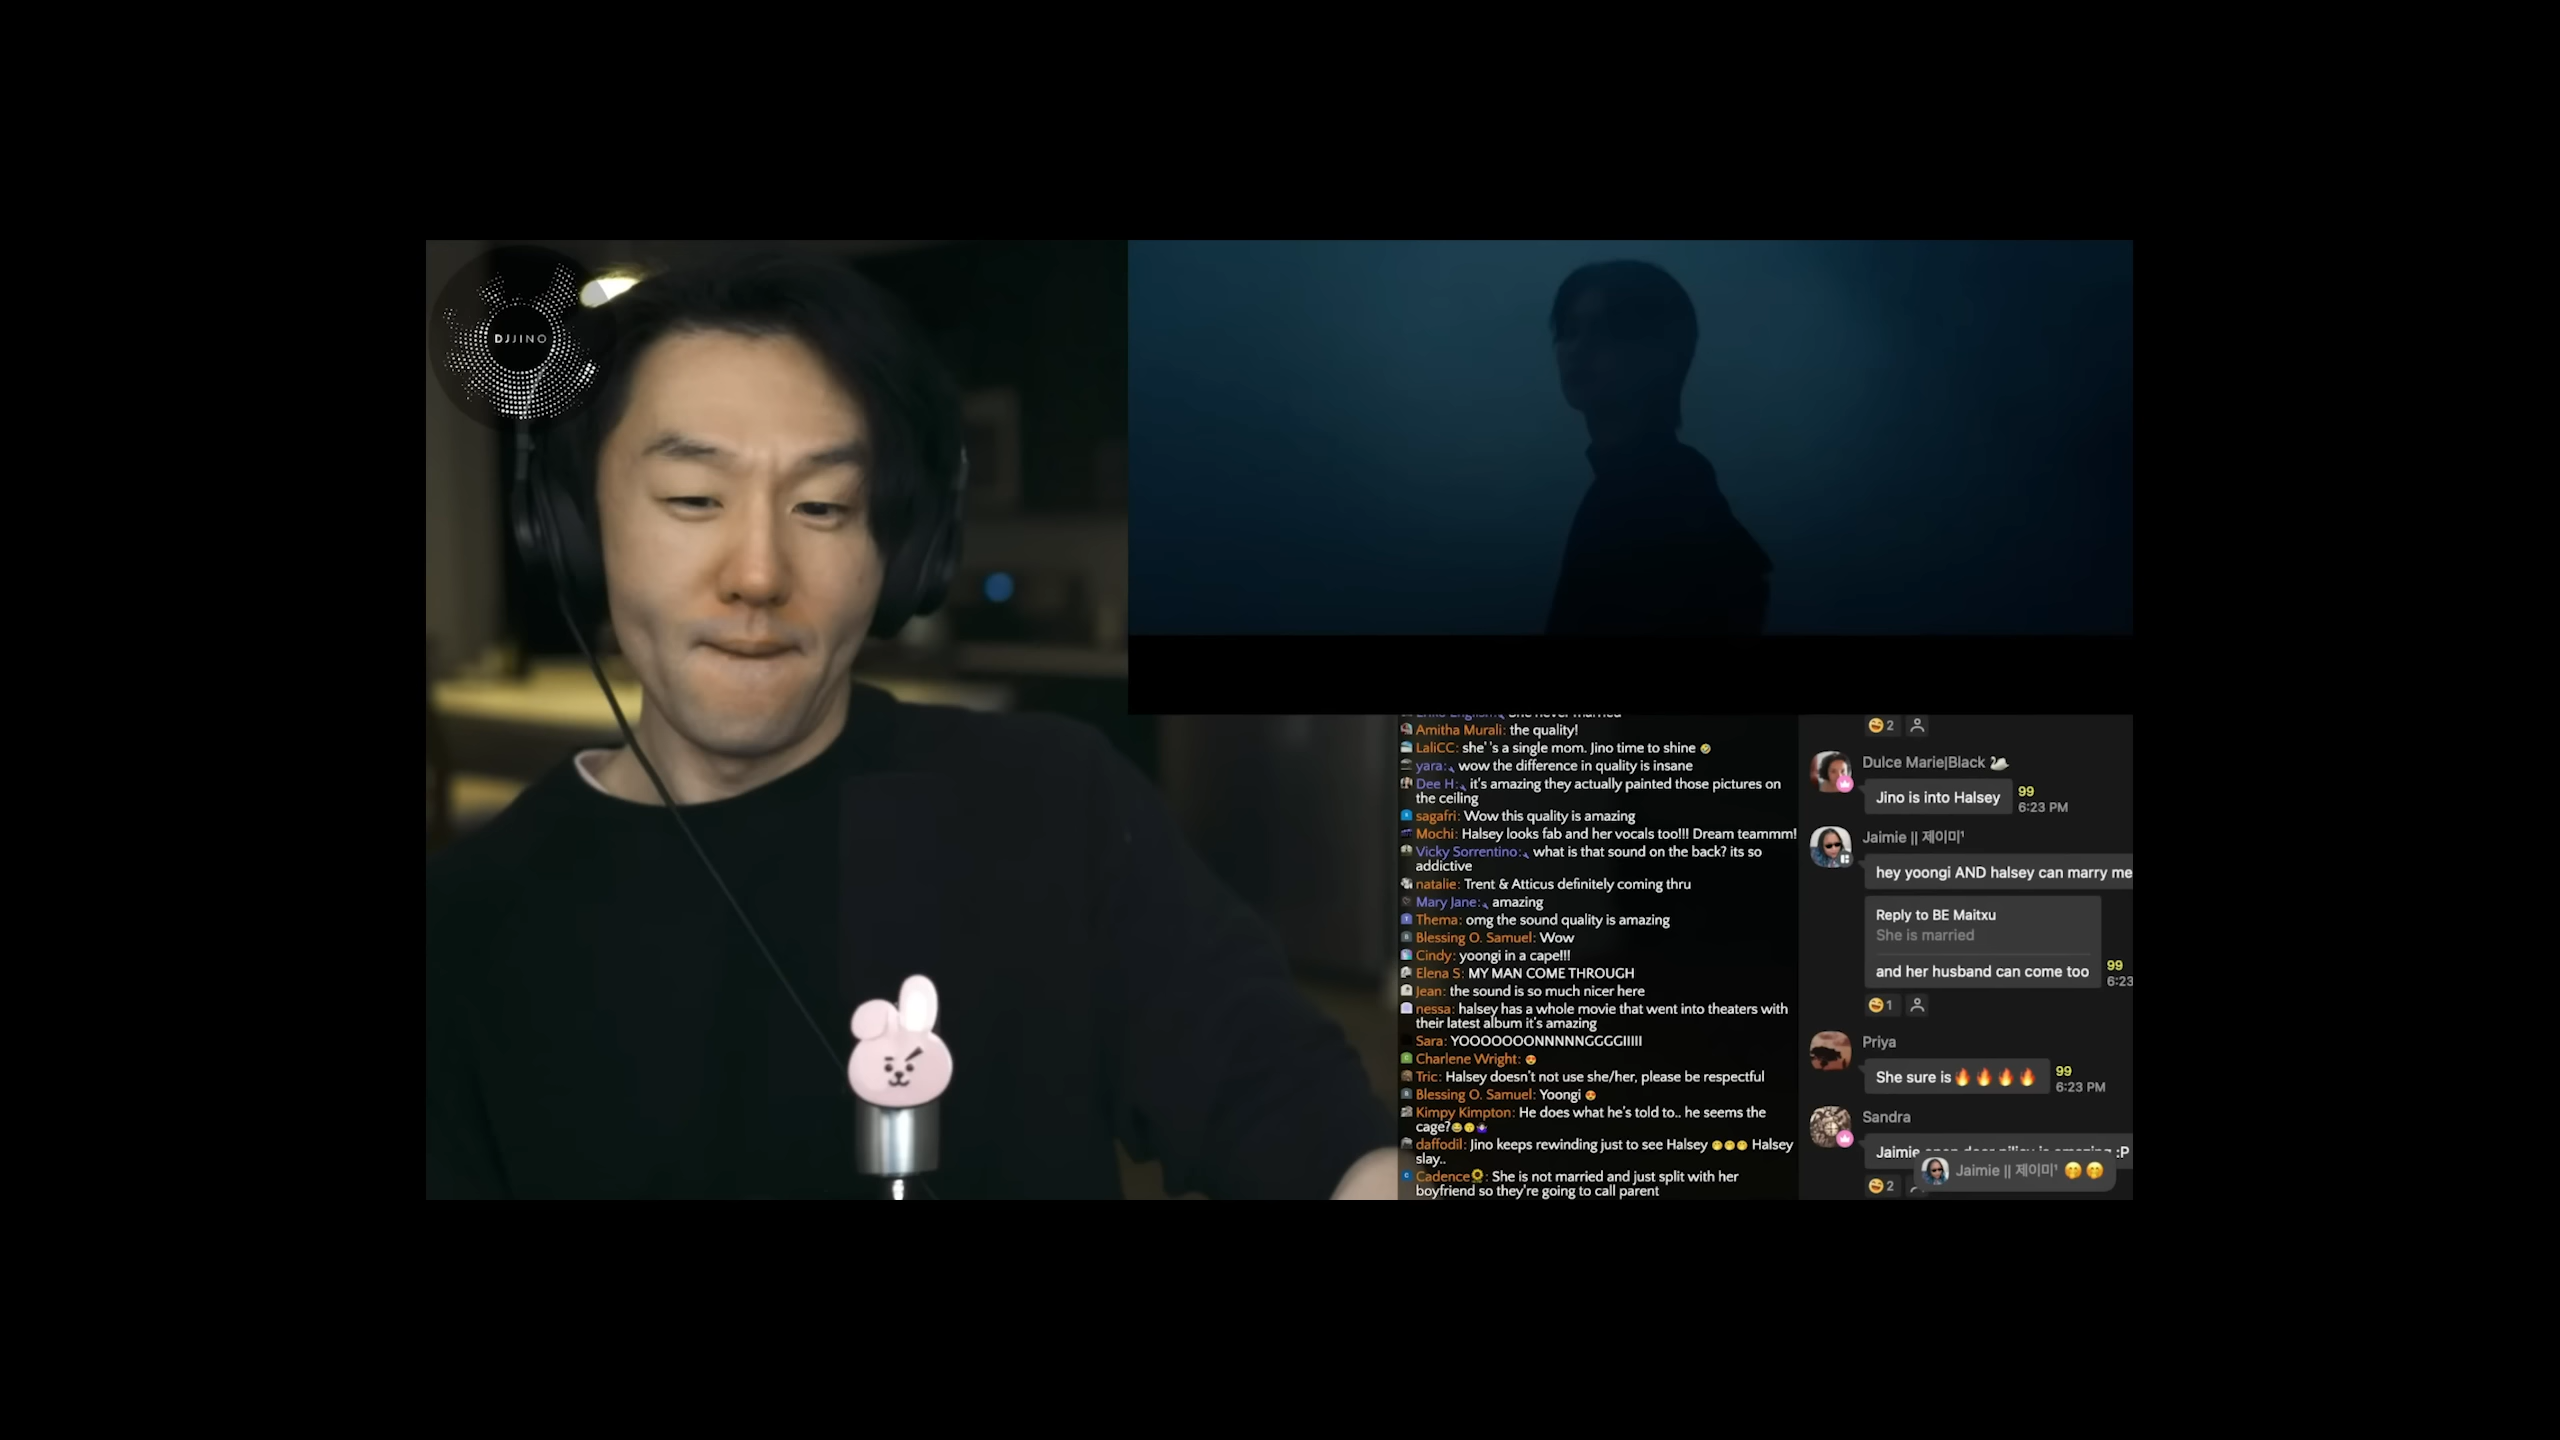 DJJINO
Amitha Murali: the quality!
LaliCC: she' 's a single mom. Jino time to shine 🤣
yara: wow the difference in quality is insane
Dee H: it's amazing they actually painted those pictures on
the ceiling
sagafri: Wow this quality is amazing
Mochi: Halsey looks fab and her vocals too!!! Dream teammm!
Vicky Sorrentino: what is that sound on the back? its so
addictive
natalie: Trent & Atticus definitely coming thru
Mary Jane: amazing
Thema: omg the sound quality is amazing
Blessing O. Samuel: Wow
Cindy: yoongi in a cape!!!
Elena S: MY MAN COME THROUGH
Jean: the sound is so much nicer here
nessa: halsey has a whole movie that went into theaters with
their latest album it's amazing
Sara: YOOOOOOONNNNNGGGGIIIII
Charlene Wright: 😍
Tric: Halsey doesn't not use she/her, please be respectful
Blessing O. Samuel: Yoongi 😍
Kimpy Kimpton: He does what he's told to.. he seems the
cage?
daffodil: Jino keeps rewinding just to see Halsey 🤭🤭🤭 Halsey
slay..
Cadence🌻: She is not married and just split with her
boyfriend so they're going to call parent
😆 2
Dulce Marie|Black 🦢
Jino is into Halsey
99
6:23 PM
Jaimie || 제이미¹
hey yoongi AND halsey can marry me
Reply to BE Maitxu
She is married
and her husband can come too
99
6:23
😆 1
Priya
She sure is🔥🔥🔥🔥
99
6:23 PM
Sandra
Jaimie :P
Jaimie || 제이미¹ 🤭🤭
😆 2